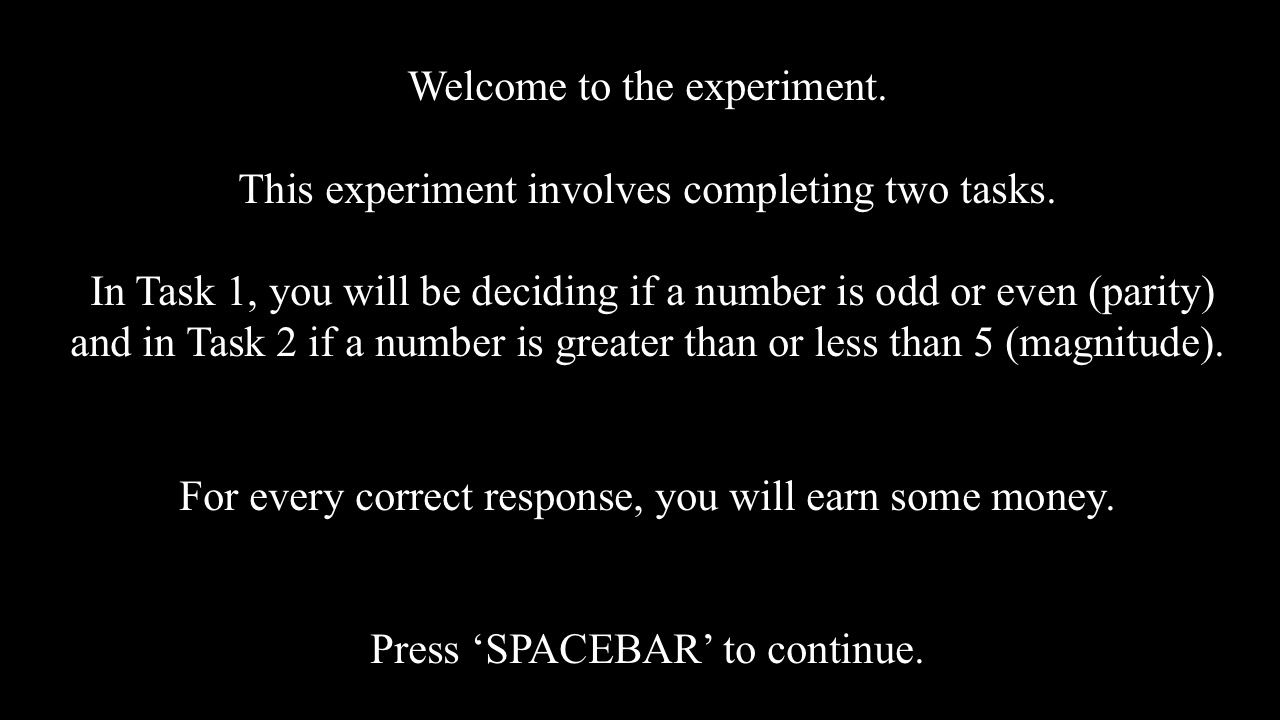 Welcome to the experiment.
This experiment involves completing two tasks.
In Task 1, you will be deciding if a number is odd or even (parity)
and in Task 2 if a number is greater than or less than 5 (magnitude).
For every correct response, you will earn some money.
Press ‘SPACEBAR’ to continue.